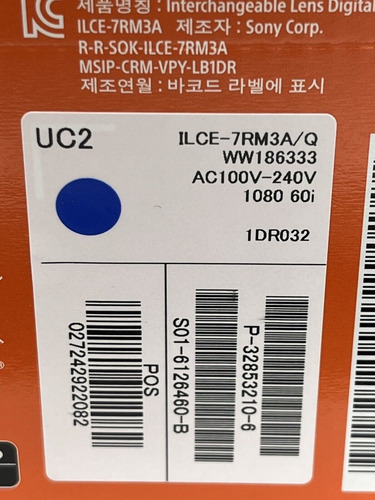 제품명칭 : Interchangeable Lens Digital
ILCE-7RM3A 제조자 : Sony Corp.
R-R-SOK-ILCE-7RM3A
MSIP-CRM-VPY-LB1DR
제조연월 : 바코드 라벨에 표시
UC2
ILCE-7RM3A/Q
WW186333
AC100V-240V
1080 60i
1DR032
POS
027242922082
S01-6126460-B
P-32853210-6